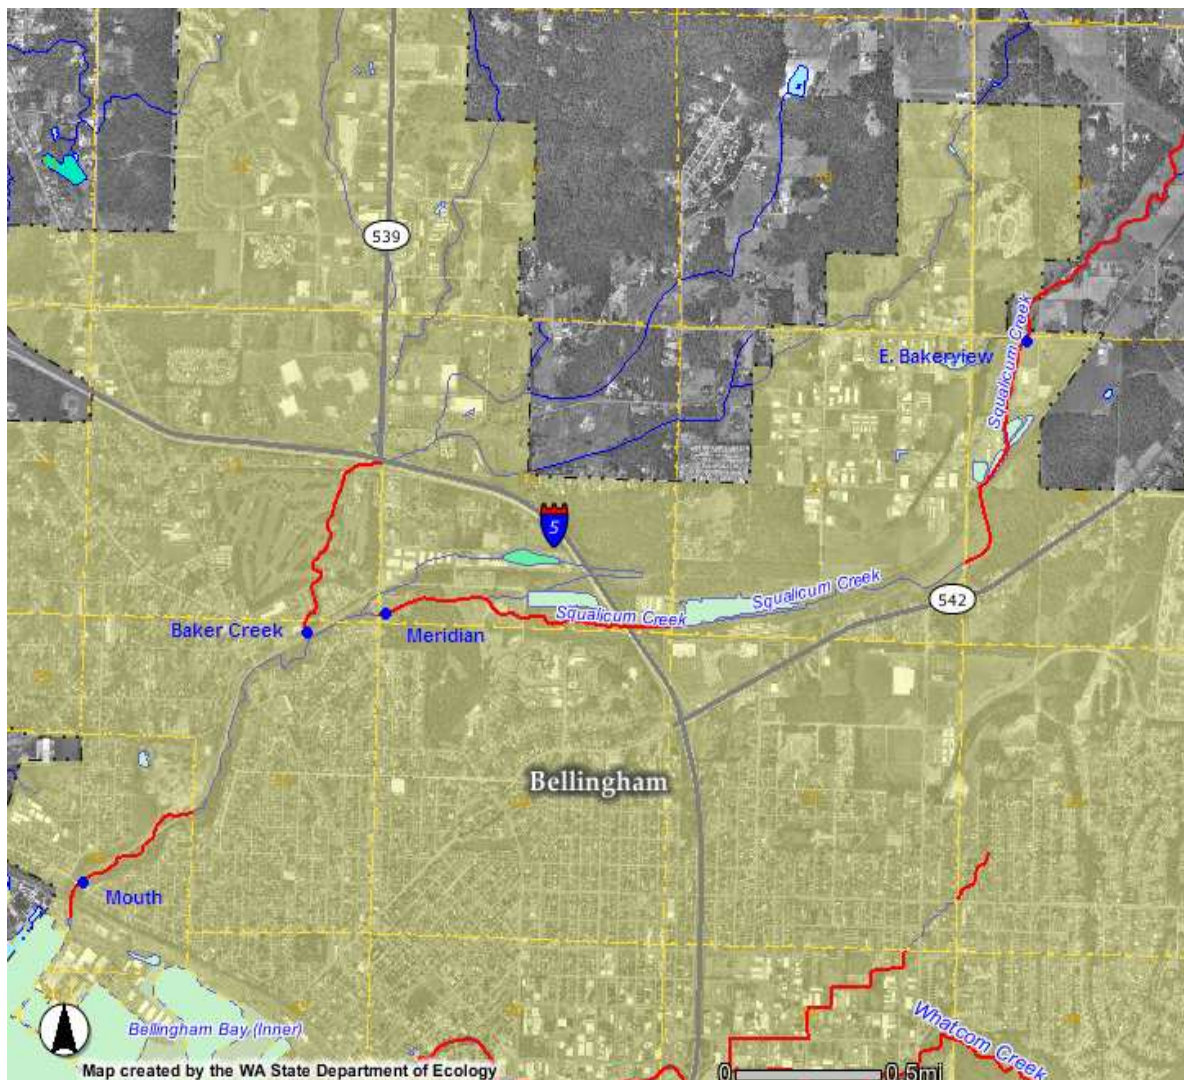 539
Squalicum Creek
E. Bakerview
5
Squalicum Creek
542
Squalicum Creek
Baker Creek
Meridian
Bellingham
Mouth
Whatcom Creek
Bellingham Bay (Inner)
Map created by the WA State Department of Ecology
0 0.5mi